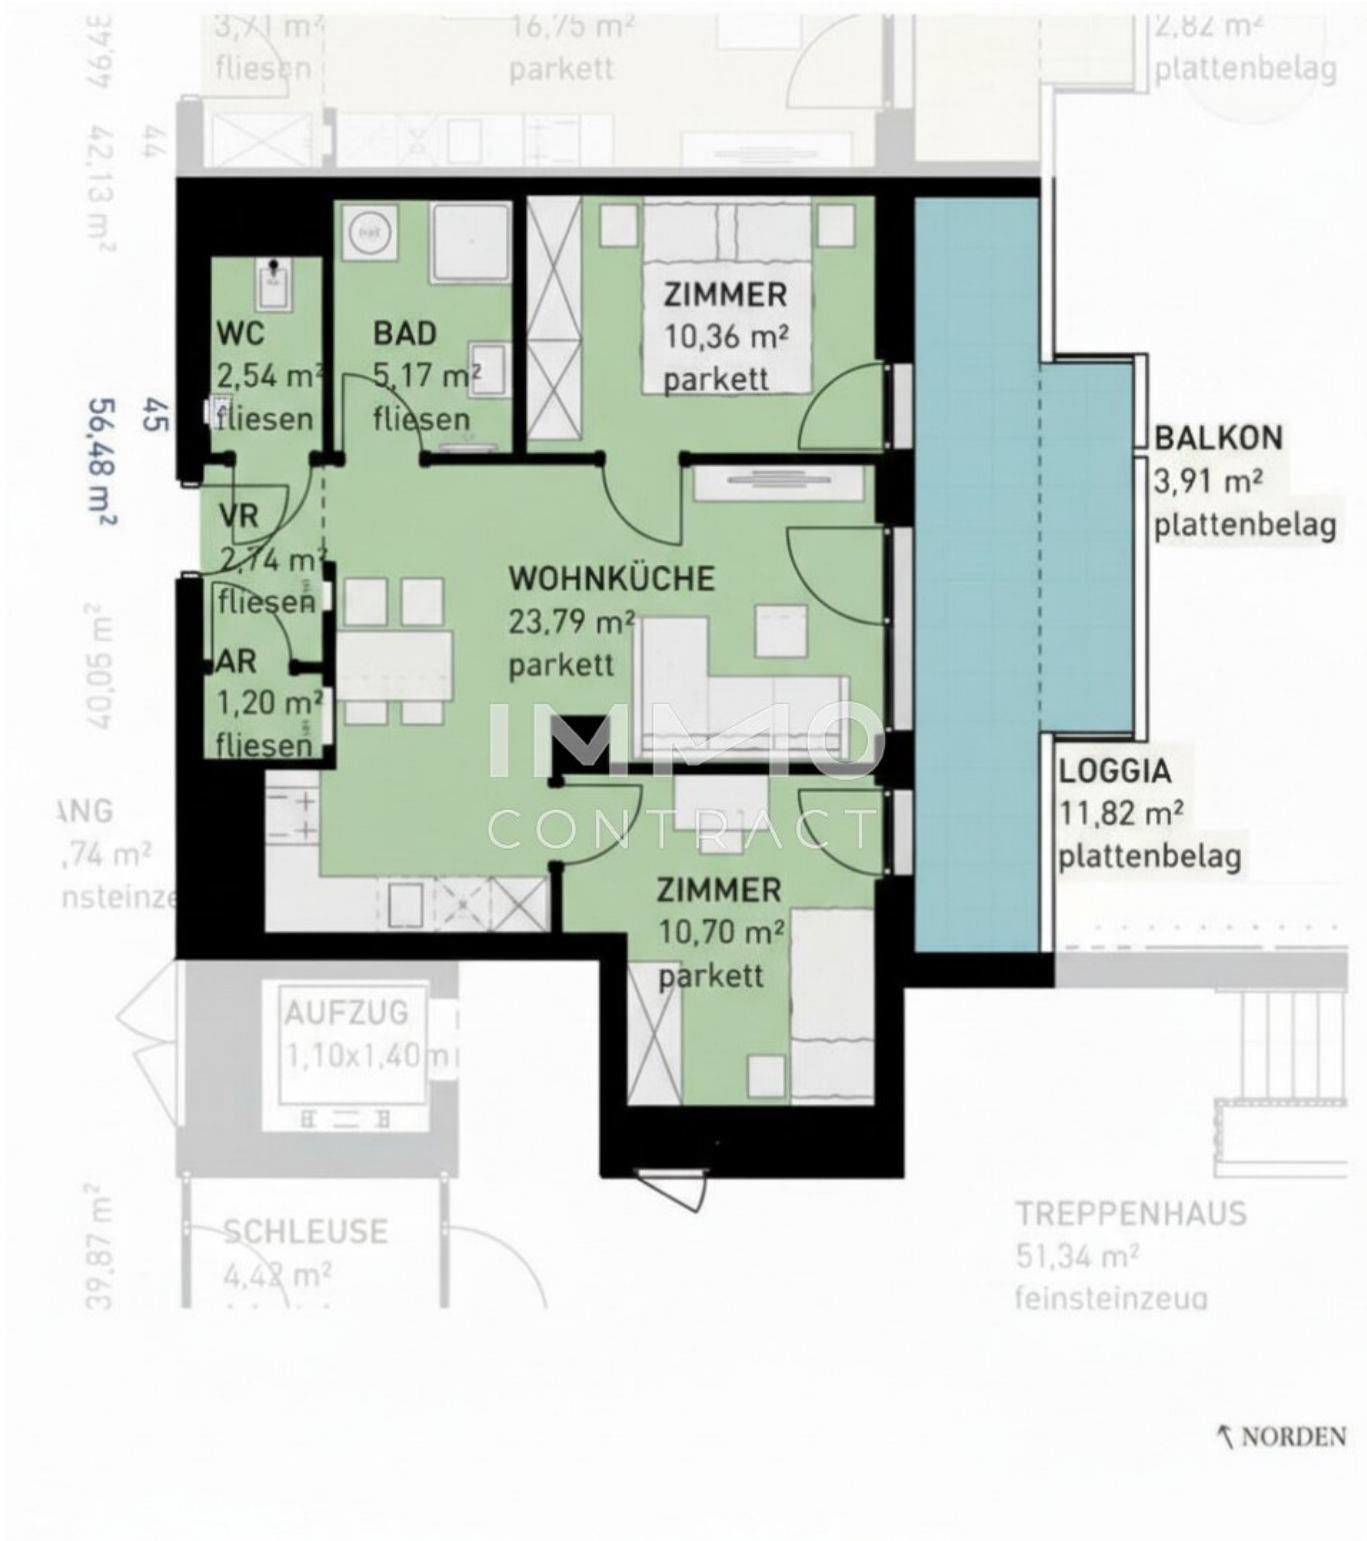 3,71 m²
fliesen
16,75 m²
parkett
2,82 m²
plattenbelag
44
42,13 m²
45
56,48 m²
40,05 m²
39,87 m²
WC
2,54 m²
fliesen
BAD
5,17 m²
fliesen
ZIMMER
10,36 m²
parkett
BALKON
3,91 m²
plattenbelag
VR
2,74 m²
fliesen
WOHNKÜCHE
23,79 m²
parkett
AR
1,20 m²
fliesen
IMMO
CONTRACT
LOGGIA
11,82 m²
plattenbelag
ZIMMER
10,70 m²
parkett
ANG
,74 m²
nsteinze
AUFZUG
1,10x1,40m
SCHLEUSE
4,42 m²
TREPPENHAUS
51,34 m²
feinsteinzeug
NORDEN